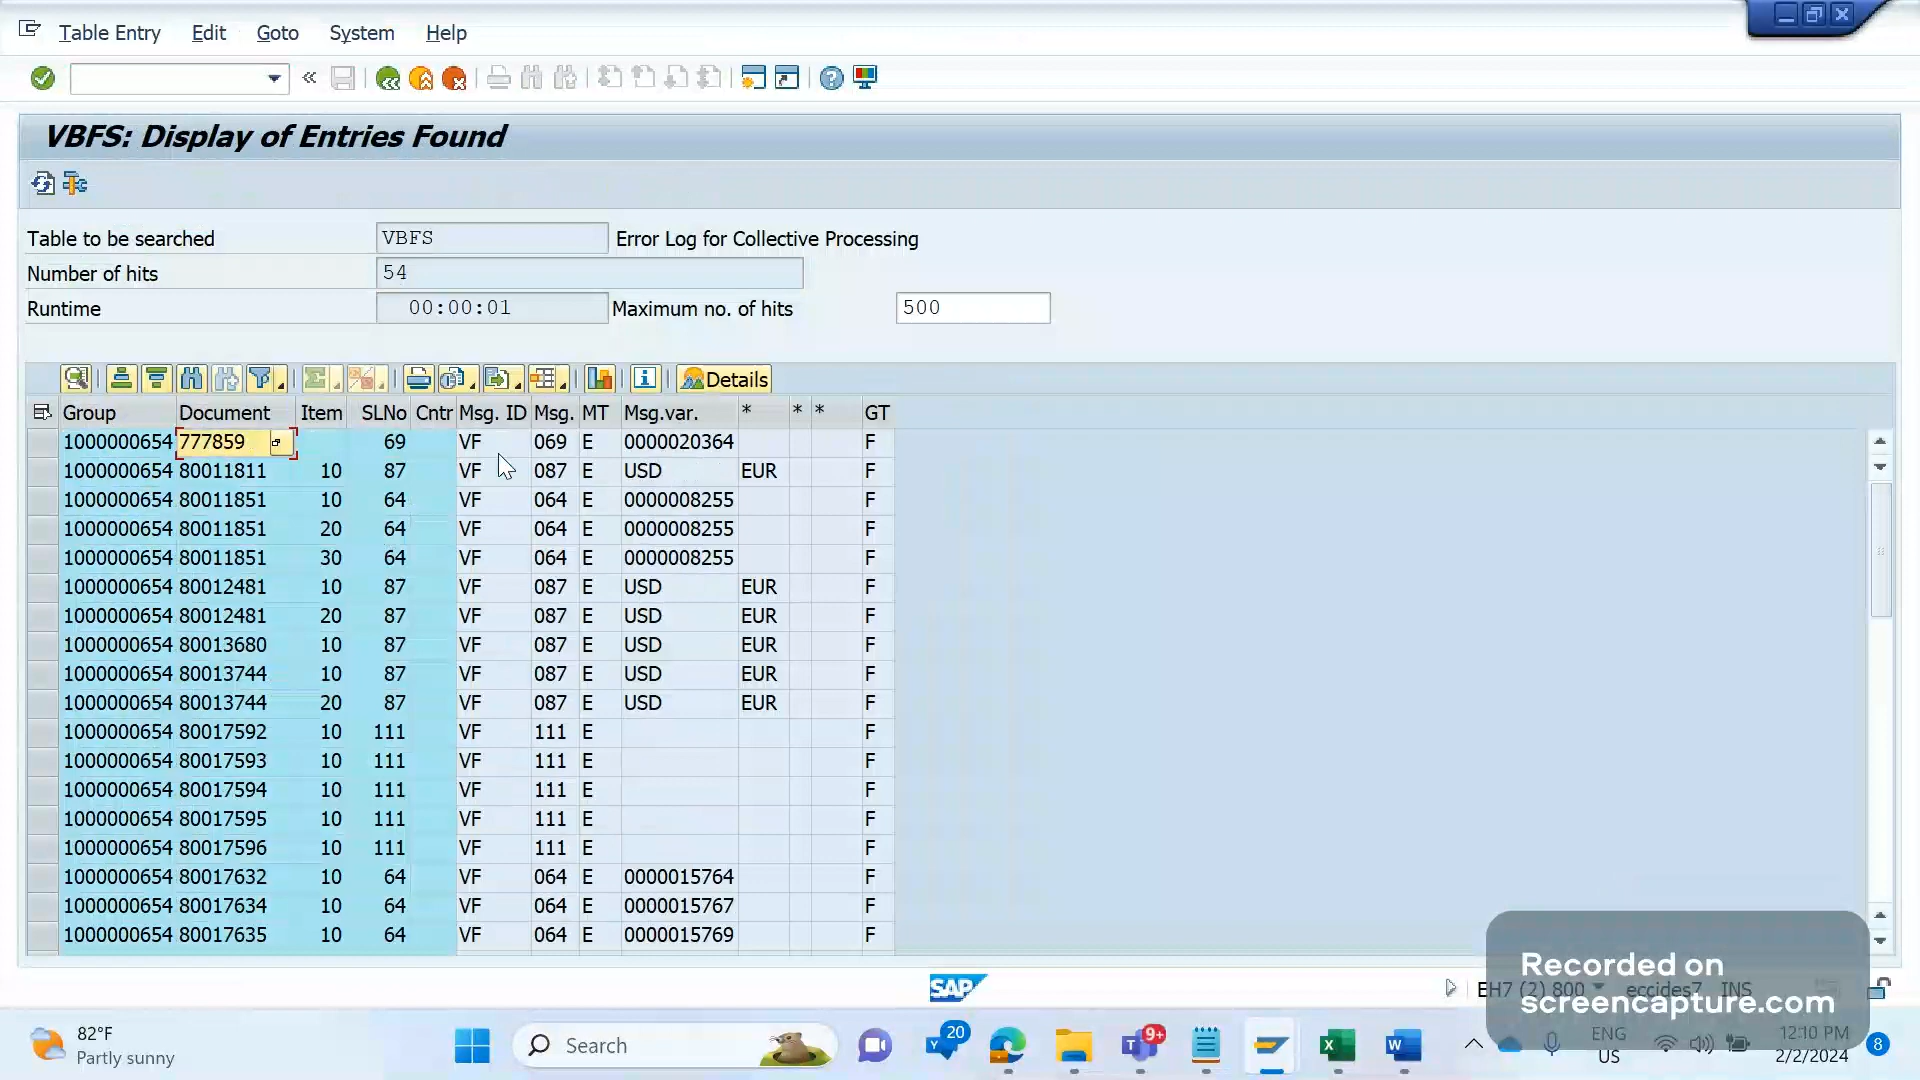 Table Entry Edit Goto System Help
VBFS: Display of Entries Found
Table to be searched VBFS Error Log for Collective Processing
Number of hits 54
Runtime 00:00:01 Maximum no. of hits 500
Details
Group Document Item SLNo Cntr Msg. ID Msg. MT Msg.var. * * * GT
1000000654 777859 69 VF 069 E 0000020364 F
1000000654 80011811 10 87 VF 087 E USD EUR F
1000000654 80011851 10 64 VF 064 E 0000008255 F
1000000654 80011851 20 64 VF 064 E 0000008255 F
1000000654 80011851 30 64 VF 064 E 0000008255 F
1000000654 80012481 10 87 VF 087 E USD EUR F
1000000654 80012481 20 87 VF 087 E USD EUR F
1000000654 80013680 10 87 VF 087 E USD EUR F
1000000654 80013744 10 87 VF 087 E USD EUR F
1000000654 80013744 20 87 VF 087 E USD EUR F
1000000654 80017592 10 111 VF 111 E F
1000000654 80017593 10 111 VF 111 E F
1000000654 80017594 10 111 VF 111 E F
1000000654 80017595 10 111 VF 111 E F
1000000654 80017596 10 111 VF 111 E F
1000000654 80017632 10 64 VF 064 E 0000015764 F
1000000654 80017634 10 64 VF 064 E 0000015767 F
1000000654 80017635 10 64 VF 064 E 0000015769 F
SAP EH7 (2) 800 eccides7 INS
Recorded on
screencapture.com
82°F
Partly sunny
Search
20
9+
ENG
US
12:10 PM
2/2/2024
8